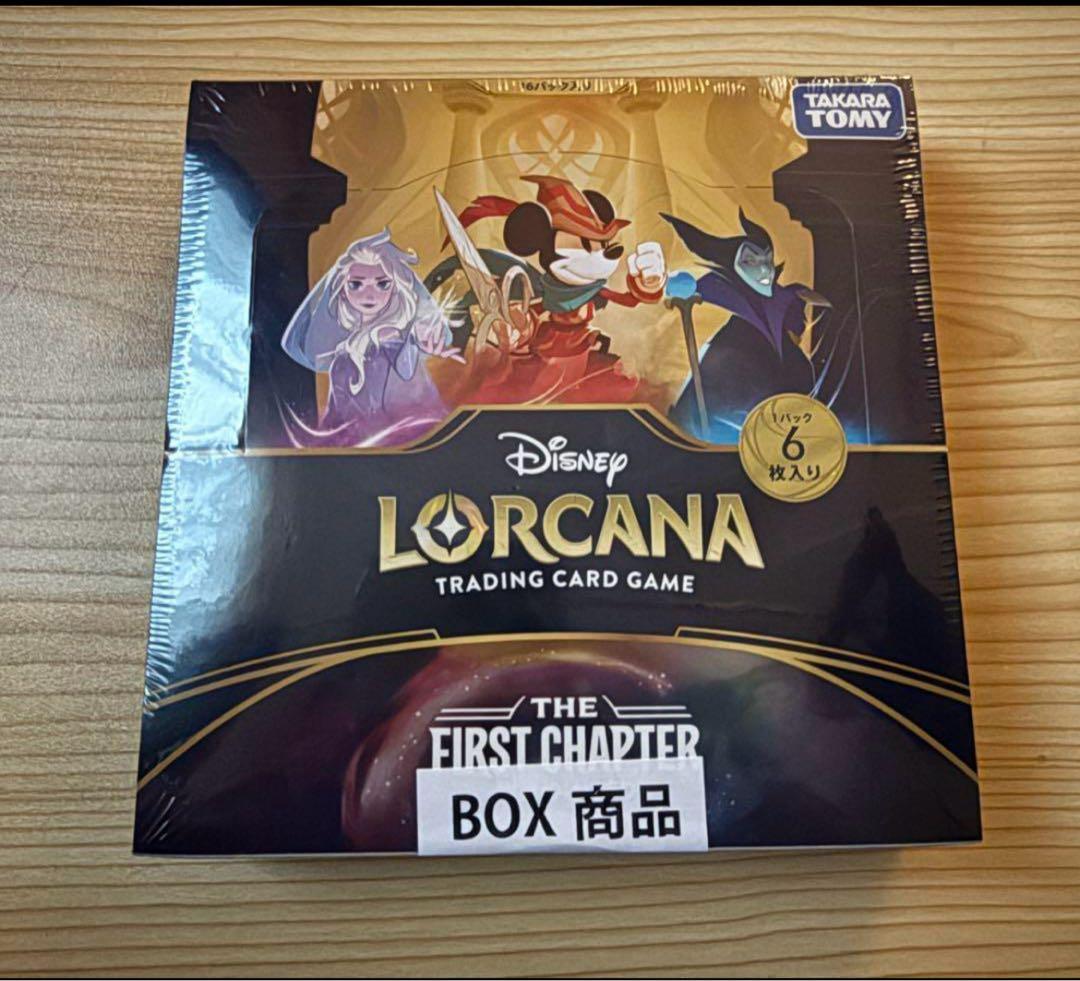 16パック入り
TAKARA
TOMY
1パック
6
枚入り
Disney
LORCANA
TRADING CARD GAME
THE
FIRST CHAPTER
BOX 商品